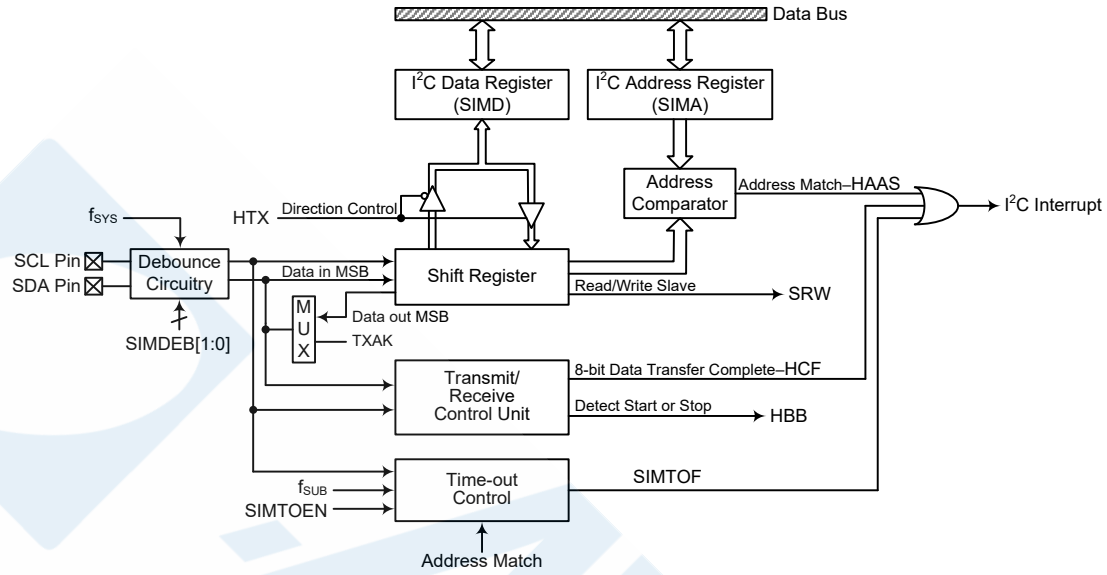 Data Bus
I²C Data Register
(SIMD)
I²C Address Register
(SIMA)
Address
Comparator
Address Match–HAAS
I²C Interrupt
HTX
Direction Control
fSYS
SCL Pin
SDA Pin
Debounce
Circuitry
SIMDEB[1:0]
Data in MSB
Shift Register
Read/Write Slave
SRW
M
U
X
Data out MSB
TXAK
Transmit/
Receive
Control Unit
8-bit Data Transfer Complete–HCF
Detect Start or Stop
HBB
Time-out
Control
fSUB
SIMTOEN
SIMTOF
Address Match